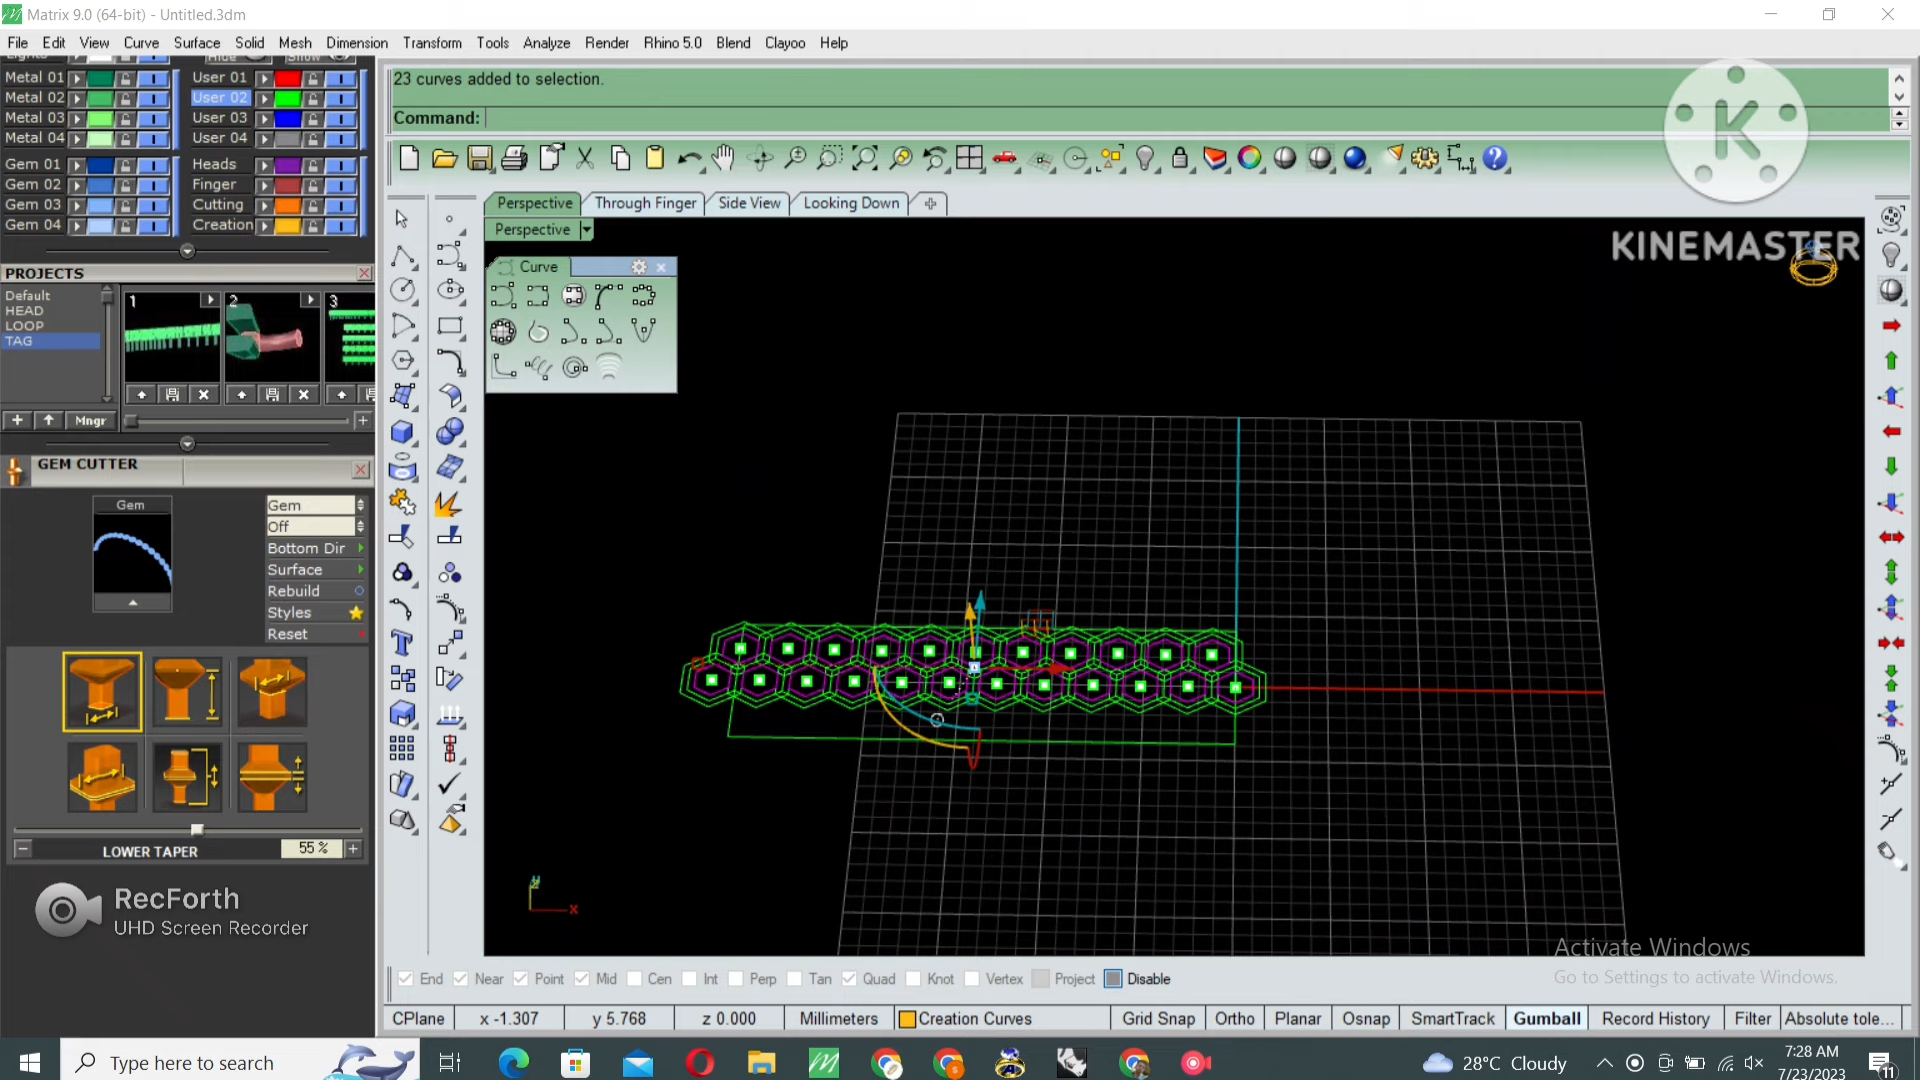 Matrix 9.0 (64-bit) - Untitled.3dm
File Edit View Curve Surface Solid Mesh Dimension Transform Tools Analyze Render Rhino 5.0 Blend Clayoo Help
Lights Hide Show
Metal 01 User 01
Metal 02 User 02
Metal 03 User 03
Metal 04 User 04
Gem 01 Heads
Gem 02 Finger
Gem 03 Cutting
Gem 04 Creation
23 curves added to selection.
Command:
K
Perspective Through Finger Side View Looking Down
Perspective
KINEMASTER
Curve
PROJECTS
Default
HEAD
LOOP
TAG
1 2 3
Mngr
GEM CUTTER
Gem
Gem
Off
Bottom Dir
Surface
Rebuild
Styles
Reset
LOWER TAPER 55 %
RecForth
UHD Screen Recorder
x
Activate Windows
Go to Settings to activate Windows.
End Near Point Mid Cen Int Perp Tan Quad Knot Vertex Project Disable
CPlane x -1.307 y 5.768 z 0.000 Millimeters Creation Curves Grid Snap Ortho Planar Osnap SmartTrack Gumball Record History Filter Absolute tole...
Type here to search
28°C Cloudy
7:28 AM
7/23/2023
11